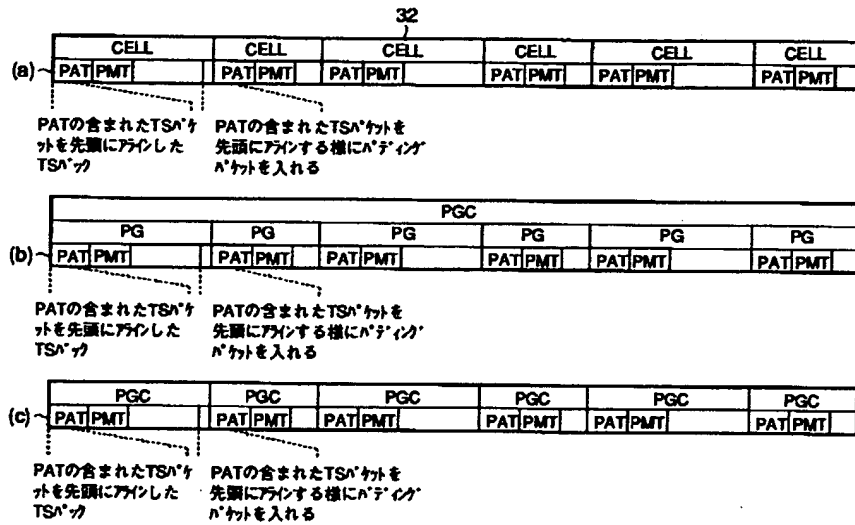 32
CELL CELL CELL CELL CELL CELL
(a) PAT PMT PAT PMT PAT PMT PAT PMT PAT PMT PAT PMT
PATの含まれたTSパケ
ットを先頭にアラインした
TSパック
PATの含まれたTSパケットを
先頭にアラインする様にパディング
パケットを入れる
PGC
PG PG PG PG PG PG
(b) PAT PMT PAT PMT PAT PMT PAT PMT PAT PMT PAT PMT
PATの含まれたTSパケ
ットを先頭にアラインした
TSパック
PATの含まれたTSパケットを
先頭にアラインする様にパディング
パケットを入れる
PGC PGC PGC PGC PGC PGC
(c) PAT PMT PAT PMT PAT PMT PAT PMT PAT PMT PAT PMT
PATの含まれたTSパケ
ットを先頭にアラインした
TSパック
PATの含まれたTSパケットを
先頭にアラインする様にパディング
パケットを入れる